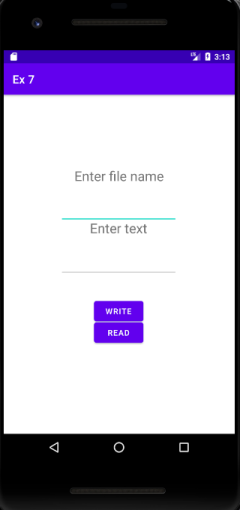 3:13
Ex 7
Enter file name
Enter text
WRITE
READ